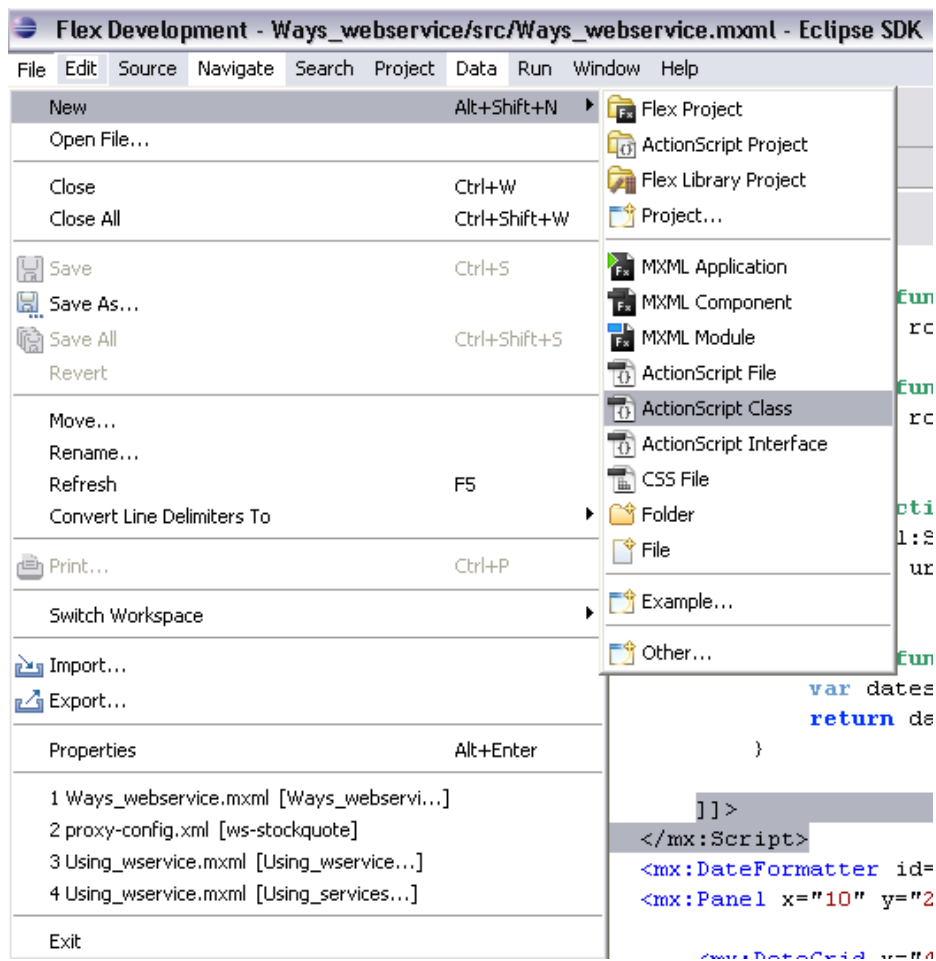 Flex Development - Ways_webservice/src/Ways_webservice.mxml - Eclipse SDK
File Edit Source Navigate Search Project Data Run Window Help
New Alt+Shift+N
Open File...
Close Ctrl+W
Close All Ctrl+Shift+W
Save Ctrl+S
Save As...
Save All Ctrl+Shift+S
Revert
Move...
Rename...
Refresh F5
Convert Line Delimiters To
Print... Ctrl+P
Switch Workspace
Import...
Export...
Properties Alt+Enter
1 Ways_webservice.mxml [Ways_webservi...]
2 proxy-config.xml [ws-stockquote]
3 Using_wservice.mxml [Using_wservice...]
4 Using_wservice.mxml [Using_services...]
Exit
Flex Project
ActionScript Project
Flex Library Project
Project...
MXML Application
MXML Component
MXML Module
ActionScript File
ActionScript Class
ActionScript Interface
CSS File
Folder
File
Example...
Other...
var dates
return da
}
]]>
</mx:Script>
<mx:DateFormatter id=
<mx:Panel x="10" y="2